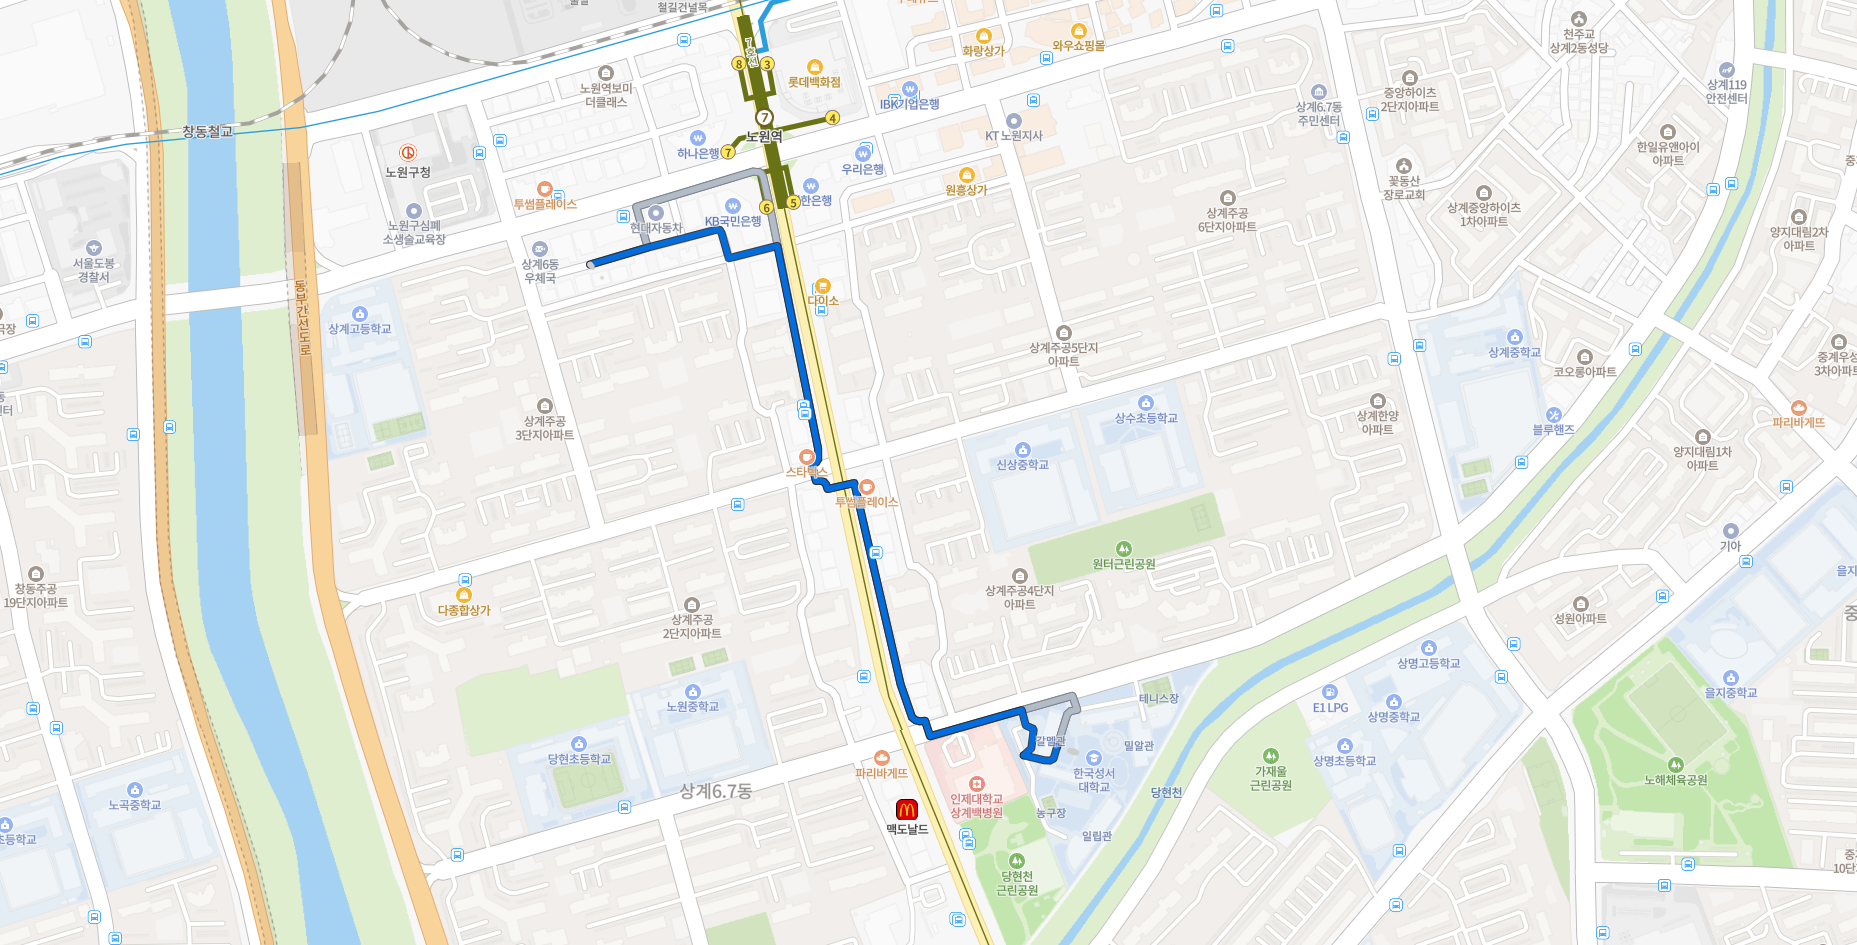 철길건널목
천주교
상계2동성당
화랑상가
와우쇼핑몰
7호선
8
3
노원역보미
더클래스
롯데백화점
IBK기업은행
상계6.7동
주민센터
중앙하이츠
2단지아파트
상계119
안전센터
창동철교
7
노원역
4
KT 노원지사
한일유앤아이
아파트
노원구청
하나은행
7
우리은행
원흥상가
꽃동산
장로교회
투썸플레이스
노원구심폐
소생술교육장
현대자동차
KB국민은행
6
5
한은행
상계주공
6단지아파트
상계중앙하이츠
1차아파트
양지대림2차
아파트
서울도봉
경찰서
상계6동
우체국
동부간선도로
다이소
상계고등학교
극장
상계주공5단지
아파트
상계중학교
코오롱아파트
중계우성
3차아파트
상계주공
3단지아파트
상수초등학교
상계한양
아파트
블루핸즈
파리바게뜨
신상중학교
스타벅스
투썸플레이스
양지대림1차
아파트
원터근린공원
기아
창동주공
19단지아파트
다종합상가
상계주공
2단지아파트
상계주공4단지
아파트
성원아파트
노원중학교
상명고등학교
을지중학교
테니스장
E1 LPG
상명중학교
갈멜관
밀알관
당현초등학교
파리바게뜨
한국성서
대학교
가재울
근린공원
상명초등학교
노해체육공원
상계6.7동
당현천
노곡중학교
인제대학교
상계백병원
농구장
맥도날드
일립관
초등학교
당현천
근린공원
10단지